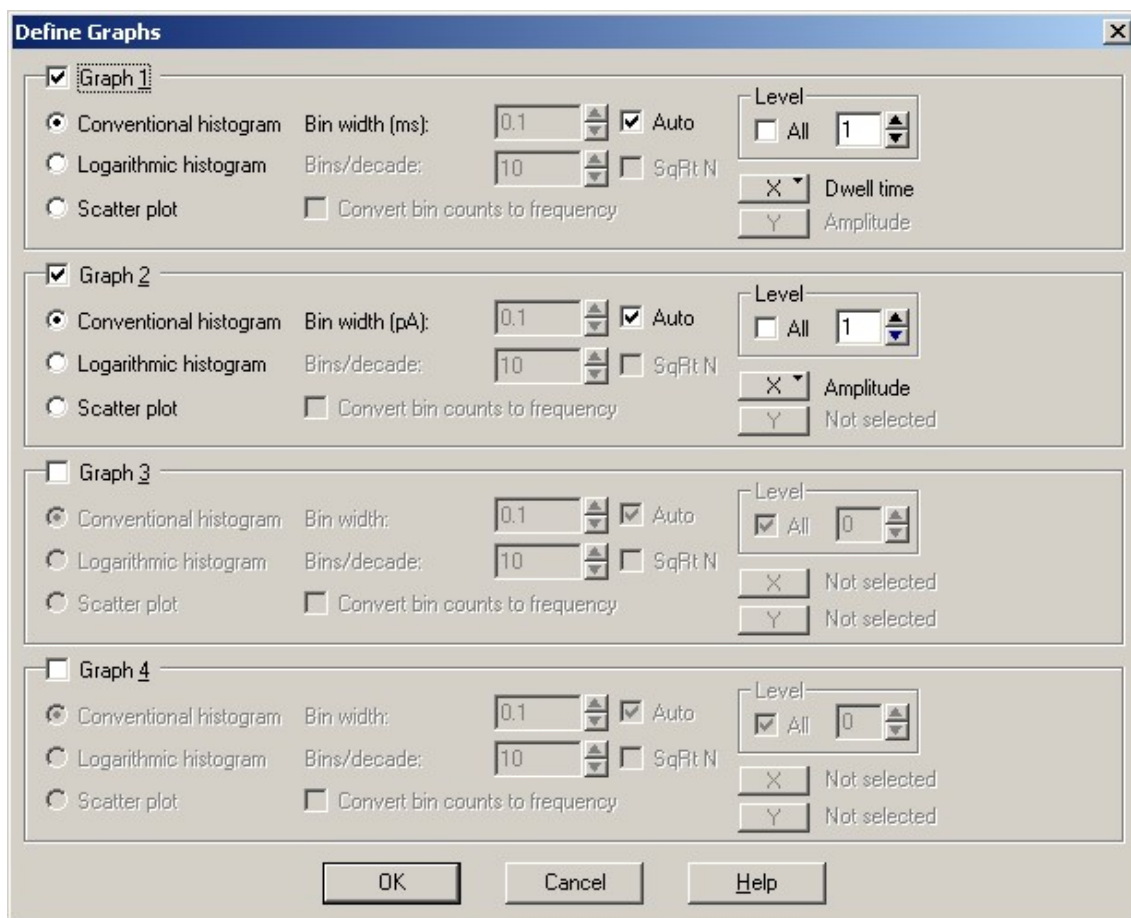 Define Graphs
Graph 1
Level
Conventional histogram Bin width (ms): 0.1 Auto All 1
Logarithmic histogram Bins/decade: 10 SqRt N
X Dwell time
Scatter plot Convert bin counts to frequency
Y Amplitude
Graph 2
Level
Conventional histogram Bin width (pA): 0.1 Auto All 1
Logarithmic histogram Bins/decade: 10 SqRt N
X Amplitude
Scatter plot Convert bin counts to frequency
Y Not selected
Graph 3
Level
Conventional histogram Bin width: 0.1 Auto All 0
Logarithmic histogram Bins/decade: 10 SqRt N
X Not selected
Scatter plot Convert bin counts to frequency
Y Not selected
Graph 4
Level
Conventional histogram Bin width: 0.1 Auto All 0
Logarithmic histogram Bins/decade: 10 SqRt N
X Not selected
Scatter plot Convert bin counts to frequency
Y Not selected
OK Cancel Help